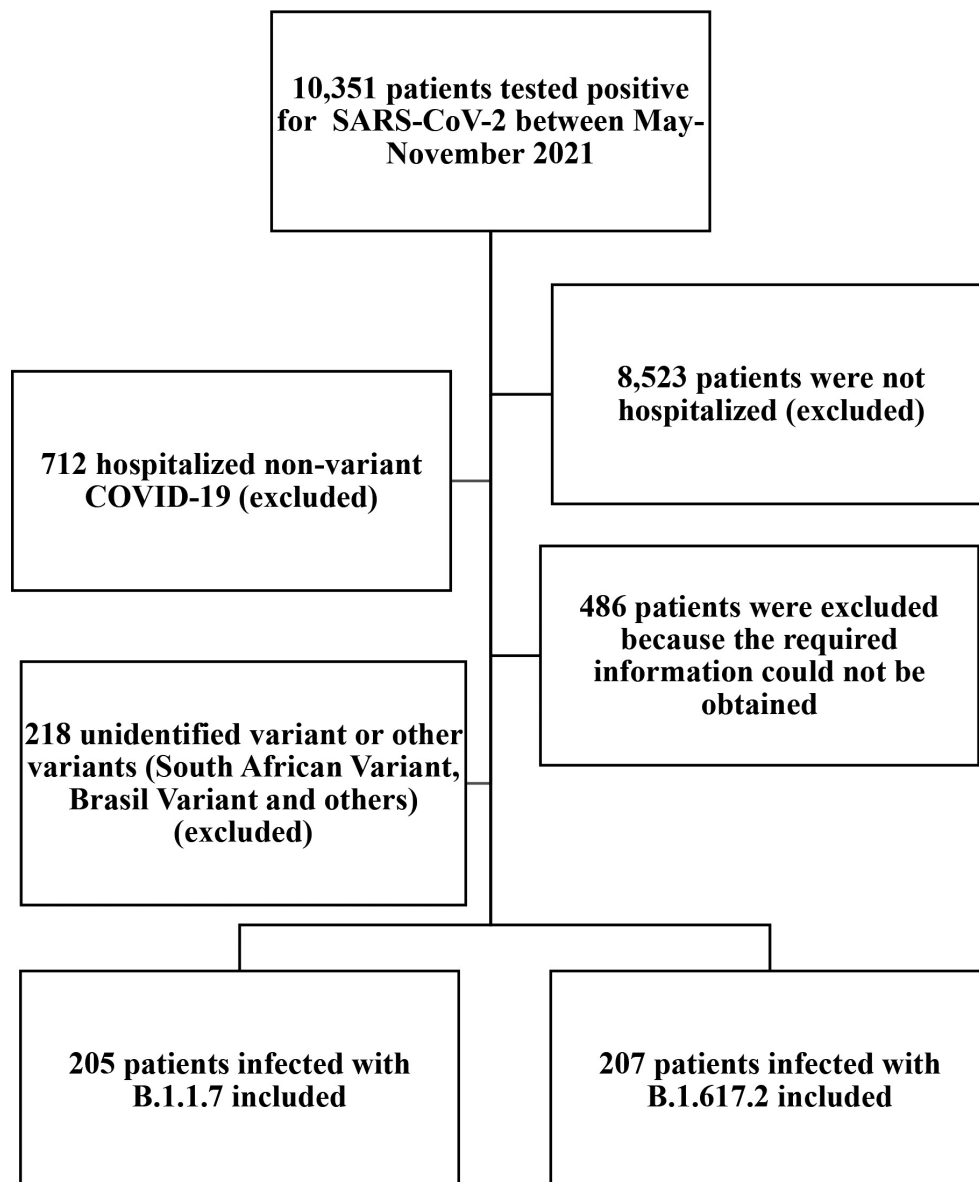 10,351 patients tested positive
for SARS-CoV-2 between May-
November 2021
8,523 patients were not
hospitalized (excluded)
712 hospitalized non-variant
COVID-19 (excluded)
486 patients were excluded
because the required
information could not be
obtained
218 unidentified variant or other
variants (South African Variant,
Brasil Variant and others)
(excluded)
205 patients infected with
B.1.1.7 included
207 patients infected with
B.1.617.2 included